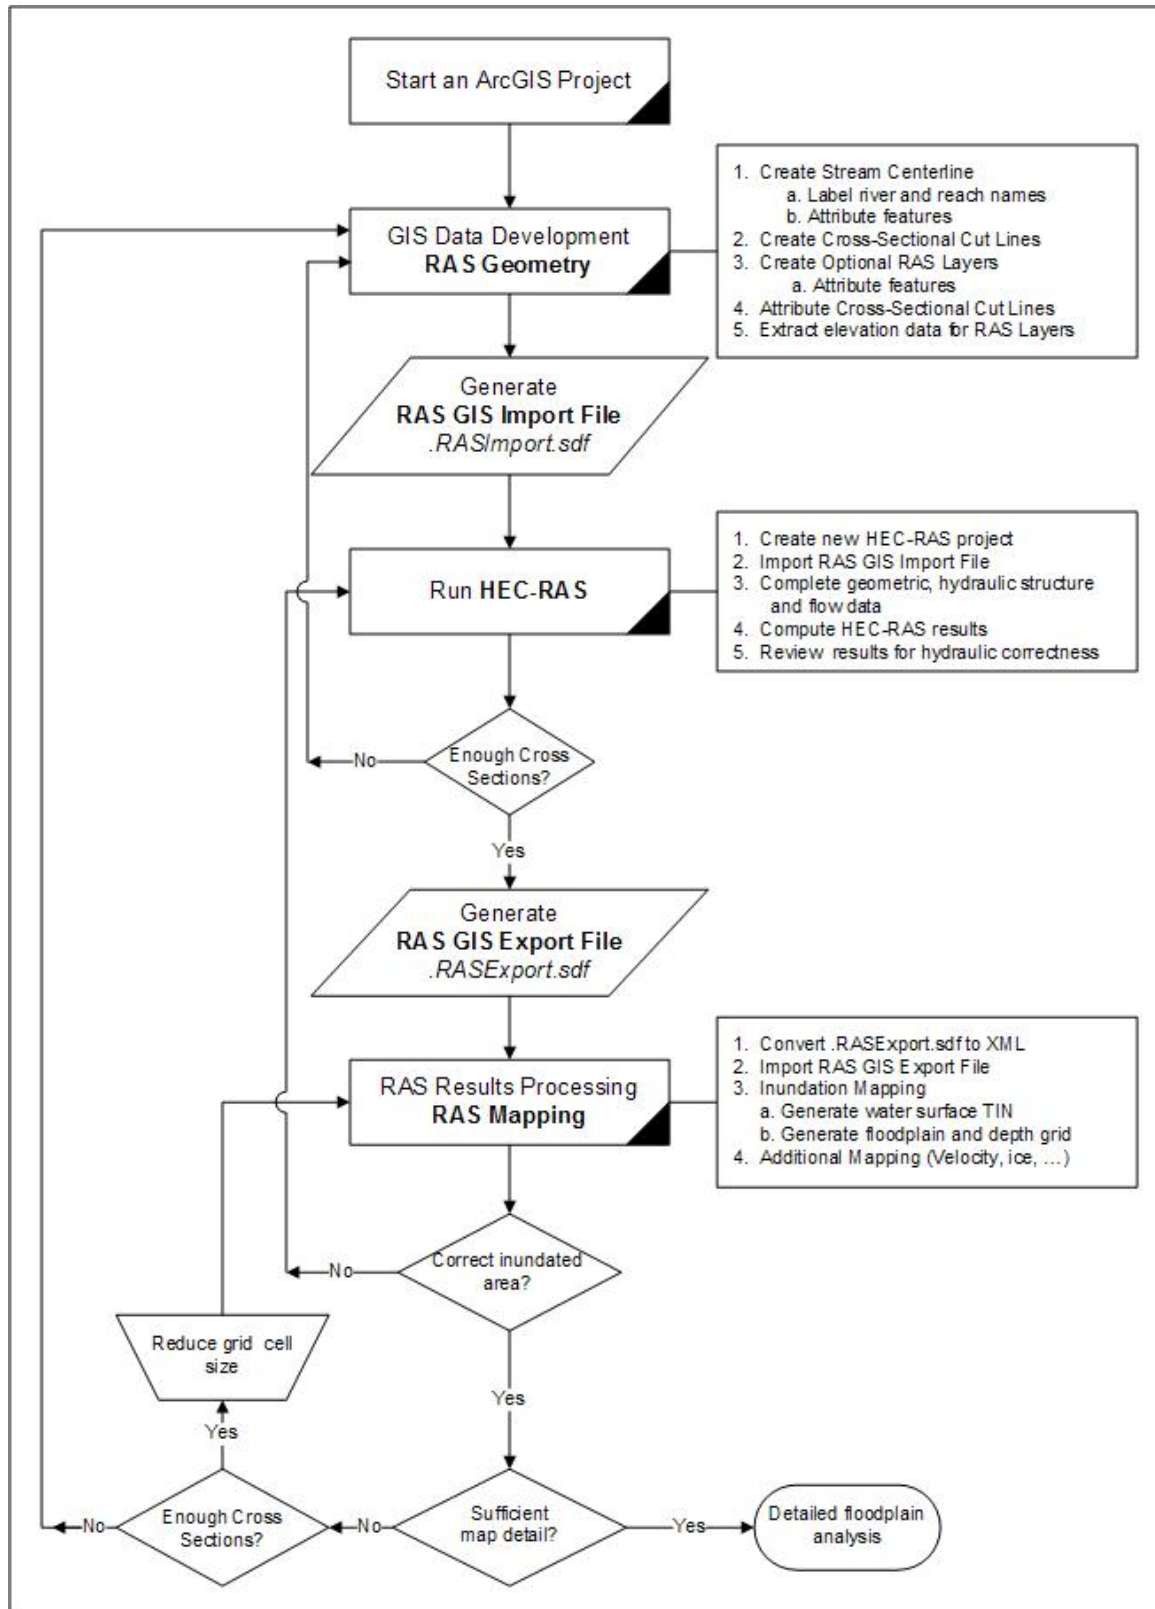 Start an ArcGIS Project
1. Create Stream Centerline
a. Label river and reach names
b. Attribute features
2. Create Cross-Sectional Cut Lines
3. Create Optional RAS Layers
a. Attribute features
4. Attribute Cross-Sectional Cut Lines
5. Extract elevation data for RAS Layers
GIS Data Development
RAS Geometry
Generate
RAS GIS Import File
.RASImport.sdf
Run HEC-RAS
1. Create new HEC-RAS project
2. Import RAS GIS Import File
3. Complete geometric, hydraulic structure
and flow data
4. Compute HEC-RAS results
5. Review results for hydraulic correctness
Enough Cross
Sections?
No
Yes
Generate
RAS GIS Export File
.RASExport.sdf
RAS Results Processing
RAS Mapping
1. Convert .RASExport.sdf to XML
2. Import RAS GIS Export File
3. Inundation Mapping
a. Generate water surface TIN
b. Generate floodplain and depth grid
4. Additional Mapping (Velocity, ice, …)
Correct inundated
area?
No
Yes
Reduce grid cell
size
Yes
Enough Cross
Sections?
No
No
Sufficient
map detail?
Yes
Detailed floodplain
analysis